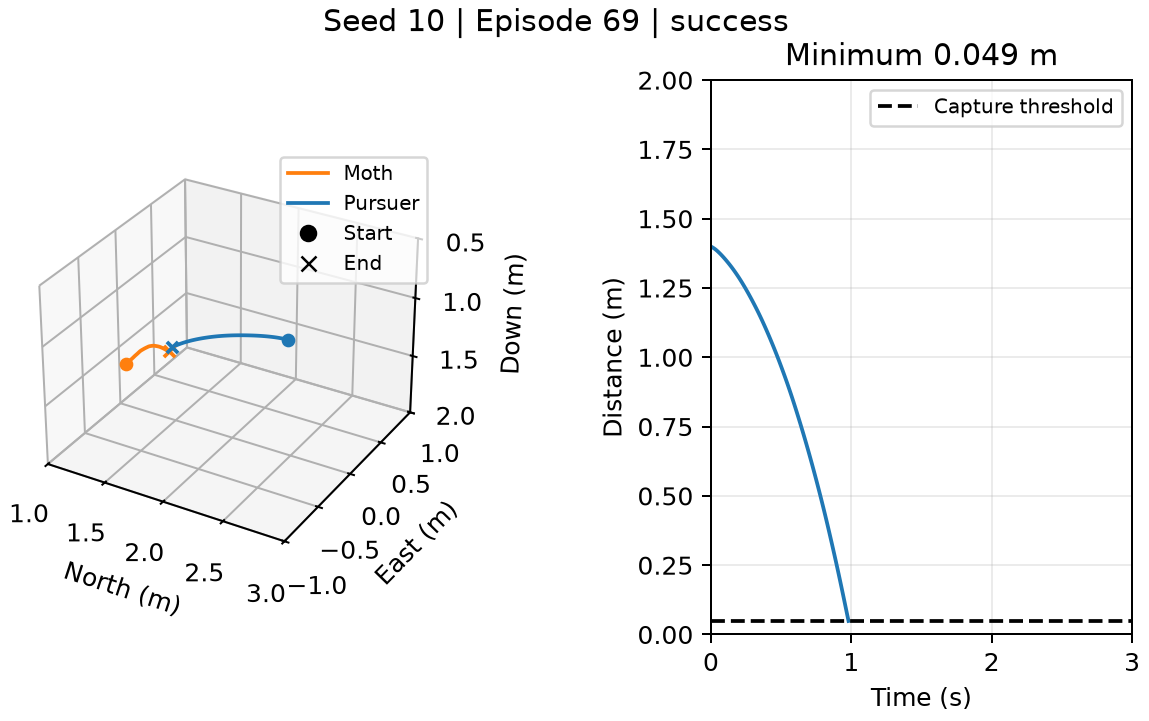 Seed 10 | Episode 69 | success
Moth
Pursuer
Start
End
0.5
1.0
1.5
2.0
Down (m)
1.0
0.5
0.0
−0.5
−1.0
East (m)
1.0
1.5
2.0
2.5
3.0
North (m)
Minimum 0.049 m
Capture threshold
2.00
1.75
1.50
1.25
1.00
0.75
0.50
0.25
0.00
Distance (m)
0
1
2
3
Time (s)